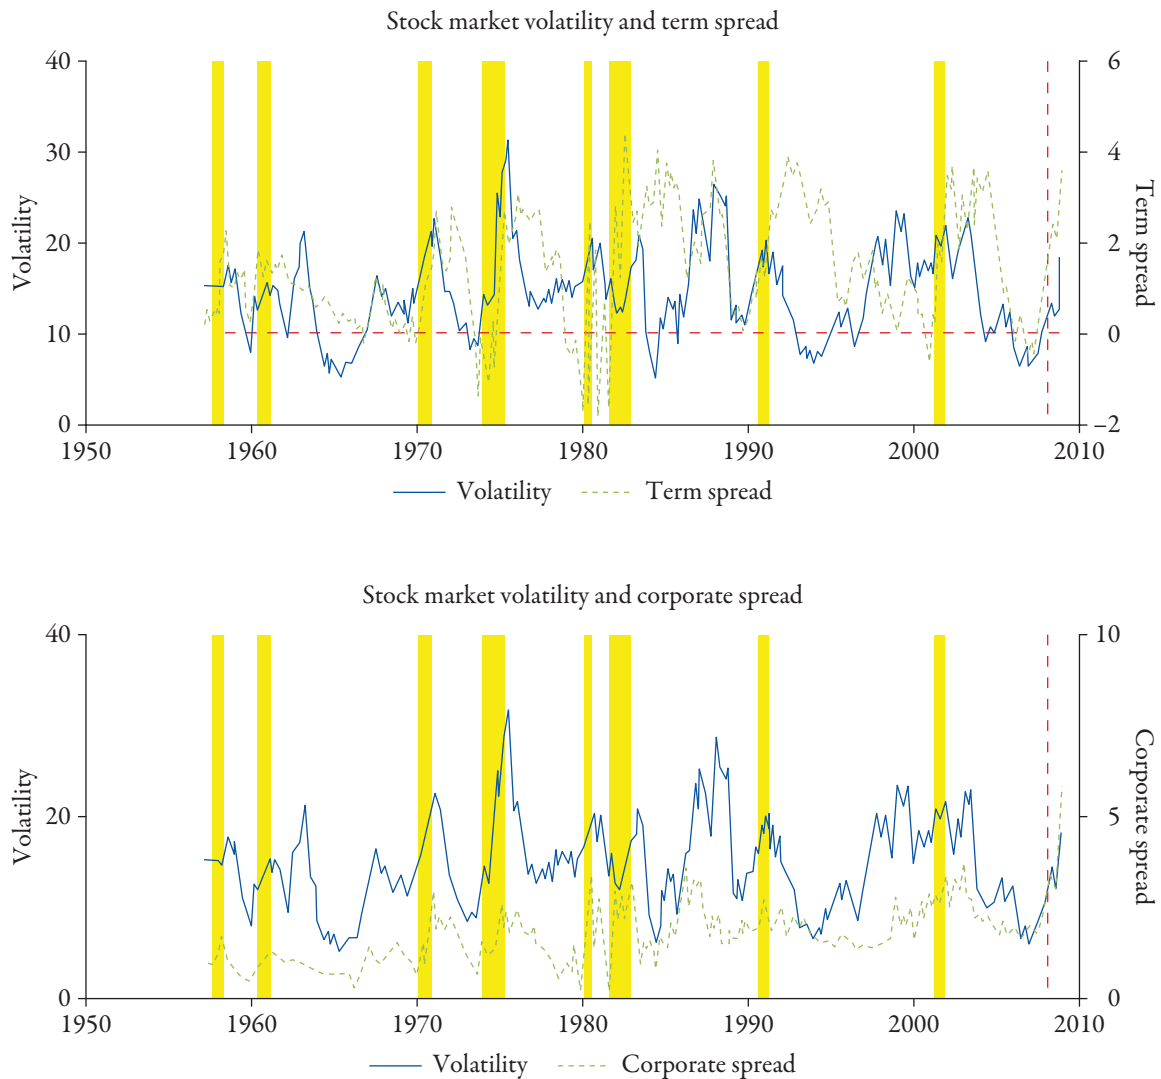 Stock market volatility and term spread
40
30
20
10
0
Volatility
6
4
2
0
–2
Term spread
1950 1960 1970 1980 1990 2000 2010
Volatility Term spread
Stock market volatility and corporate spread
40
20
0
Volatility
10
5
0
Corporate spread
1950 1960 1970 1980 1990 2000 2010
Volatility Corporate spread